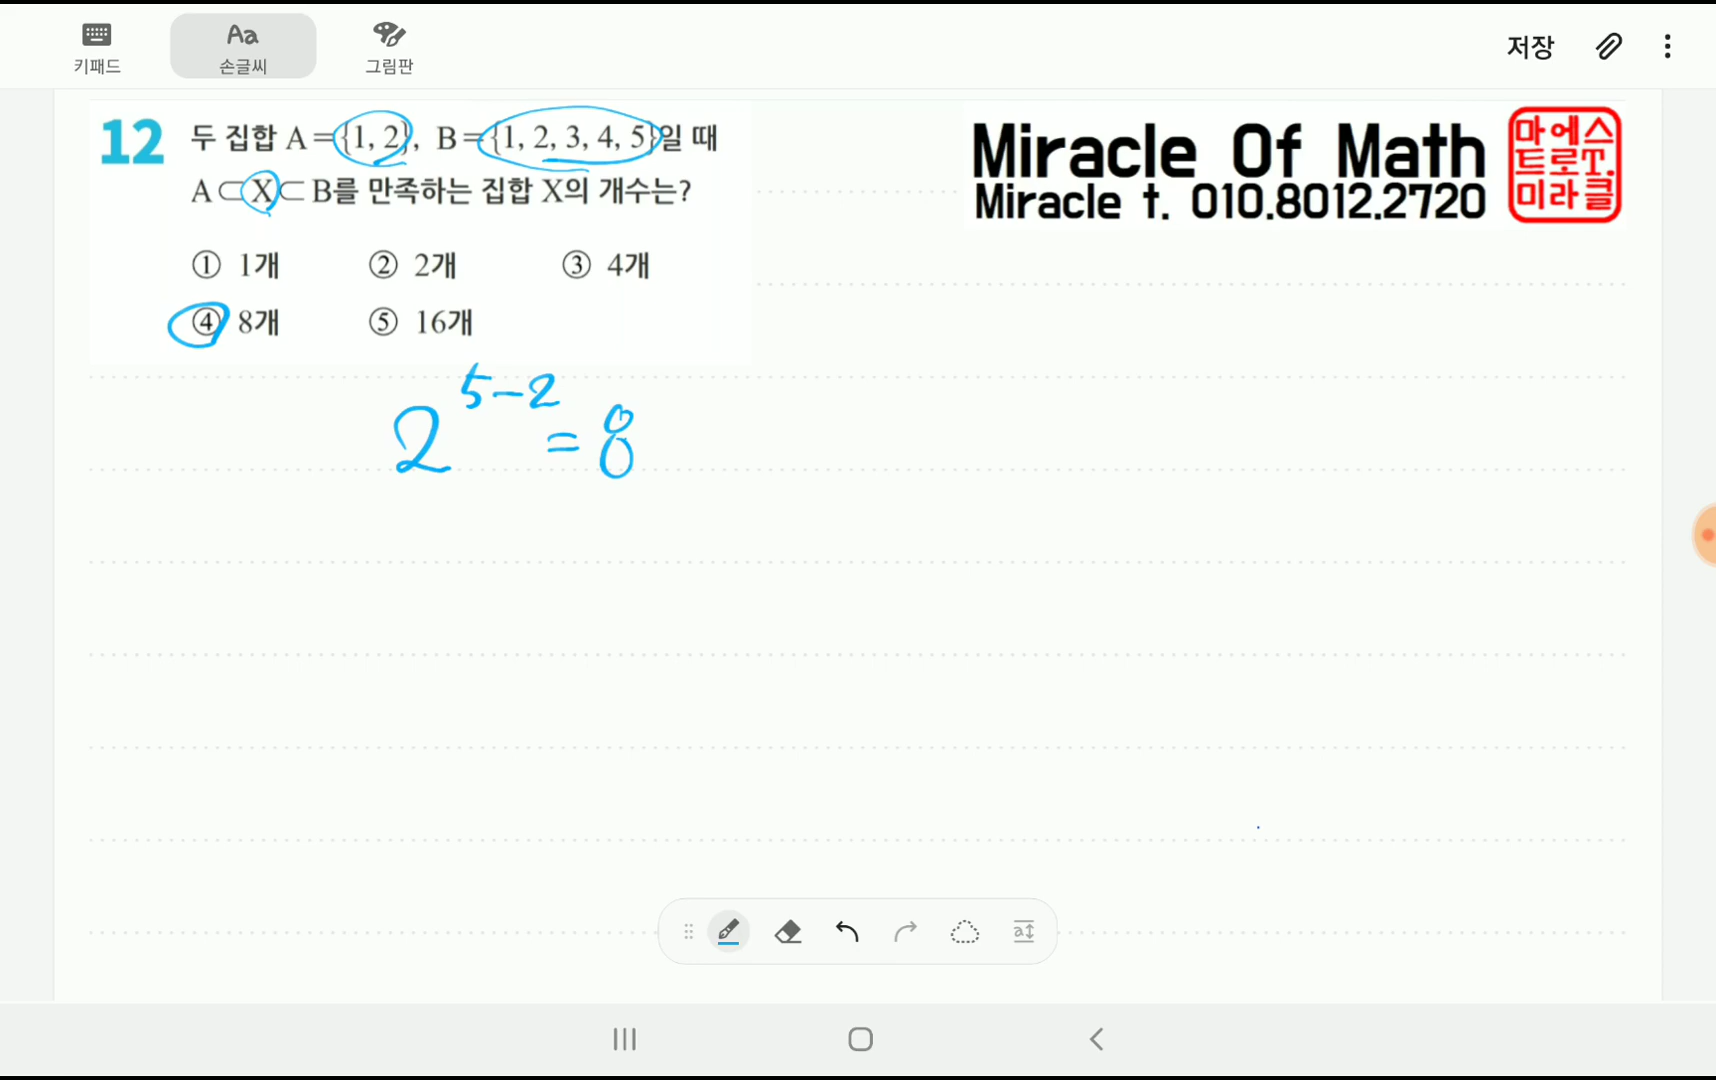 키패드 Aa 손글씨 그림판 저장
12 두 집합 A={1, 2}, B={1, 2, 3, 4, 5}일 때
A⊂X⊂B를 만족하는 집합 X의 개수는?
① 1개 ② 2개 ③ 4개
④ 8개 ⑤ 16개
2^{5-2} = 8
Miracle Of Math
Miracle t. 010.8012.2720
마에스
트로T.
미라클
a